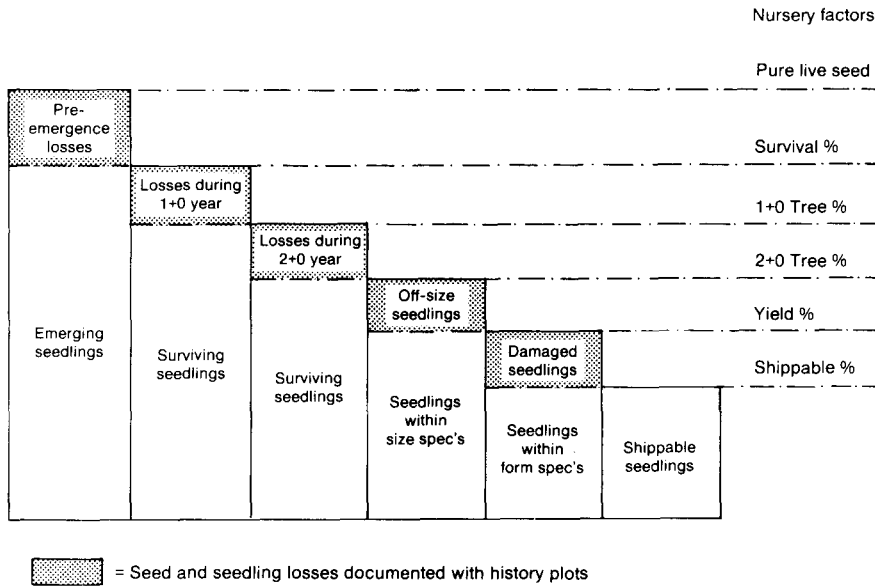 Nursery factors
Pure live seed
Pre-
emergence
losses
Survival %
Losses during
1+0 year
1+0 Tree %
Losses during
2+0 year
2+0 Tree %
Off-size
seedlings
Yield %
Damaged
seedlings
Shippable %
Emerging
seedlings
Surviving
seedlings
Surviving
seedlings
Seedlings
within
size spec's
Seedlings
within
form spec's
Shippable
seedlings
= Seed and seedling losses documented with history plots